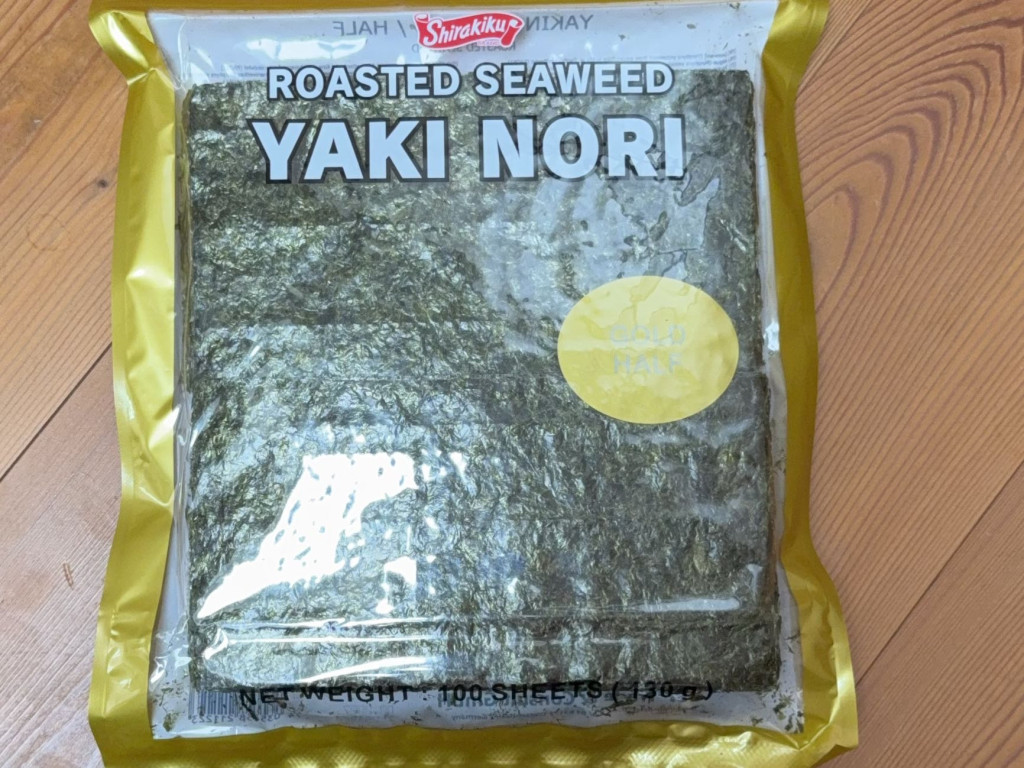 Shirakiku
ROASTED SEAWEED
YAKI NORI
GOLD
HALF
NET WEIGHT : 100 SHEETS (130 g)